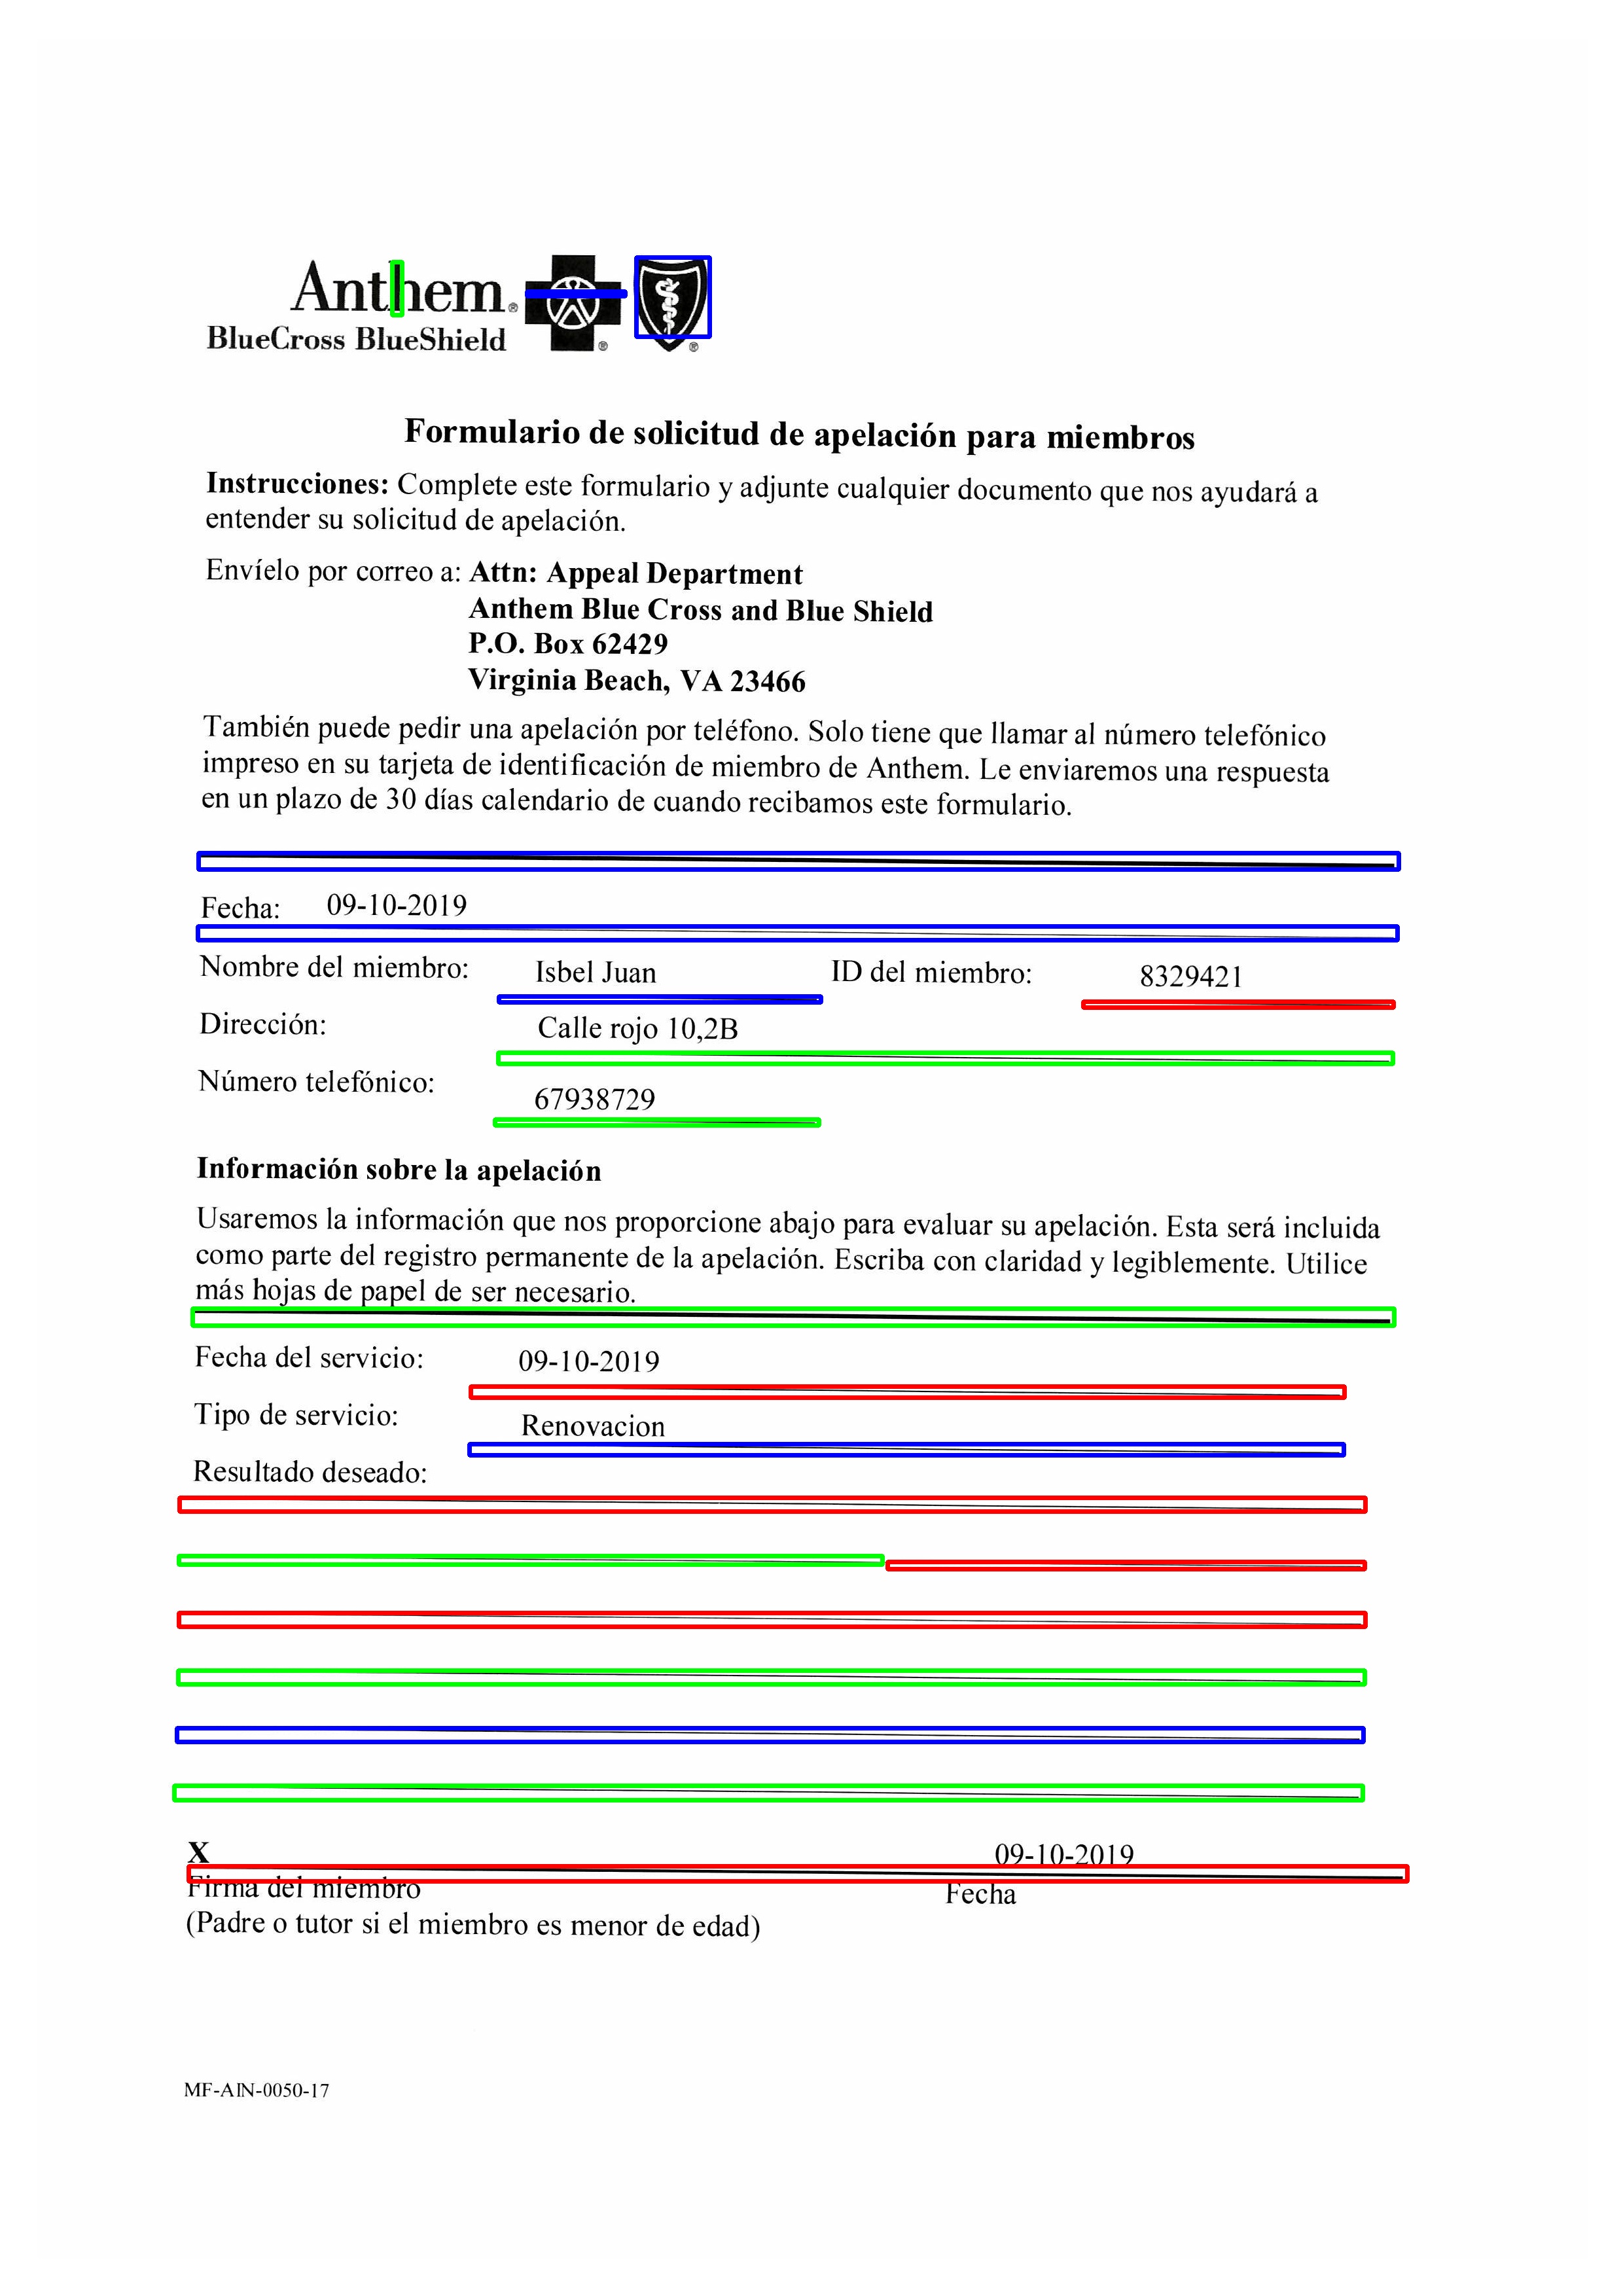 Anthem®
BlueCross BlueShield ® ®
Formulario de solicitud de apelación para miembros
Instrucciones: Complete este formulario y adjunte cualquier documento que nos ayudará a
entender su solicitud de apelación.
Envíelo por correo a: Attn: Appeal Department
Anthem Blue Cross and Blue Shield
P.O. Box 62429
Virginia Beach, VA 23466
También puede pedir una apelación por teléfono. Solo tiene que llamar al número telefónico
impreso en su tarjeta de identificación de miembro de Anthem. Le enviaremos una respuesta
en un plazo de 30 días calendario de cuando recibamos este formulario.
Fecha: 09-10-2019
Nombre del miembro: Isbel Juan ID del miembro: 8329421
Dirección: Calle rojo 10,2B
Número telefónico: 67938729
Información sobre la apelación
Usaremos la información que nos proporcione abajo para evaluar su apelación. Esta será incluida
como parte del registro permanente de la apelación. Escriba con claridad y legiblemente. Utilice
más hojas de papel de ser necesario.
Fecha del servicio: 09-10-2019
Tipo de servicio: Renovacion
Resultado deseado:
X 09-10-2019
Firma del miembro Fecha
(Padre o tutor si el miembro es menor de edad)
MF-AIN-0050-17